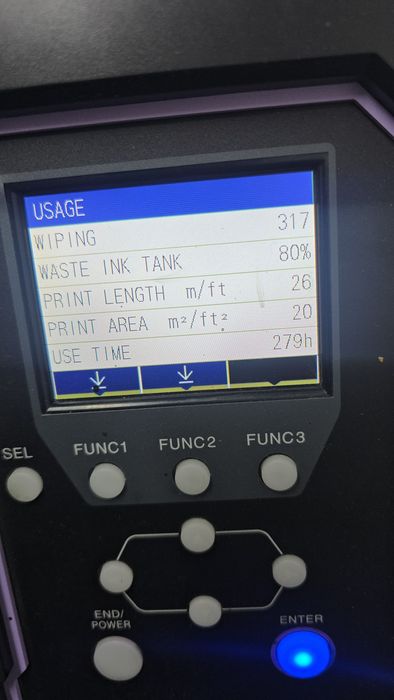 USAGE
WIPING 317
WASTE INK TANK 80%
PRINT LENGTH m/ft 26
PRINT AREA m²/ft² 20
USE TIME 279h
SEL FUNC1 FUNC2 FUNC3
END/
POWER
ENTER